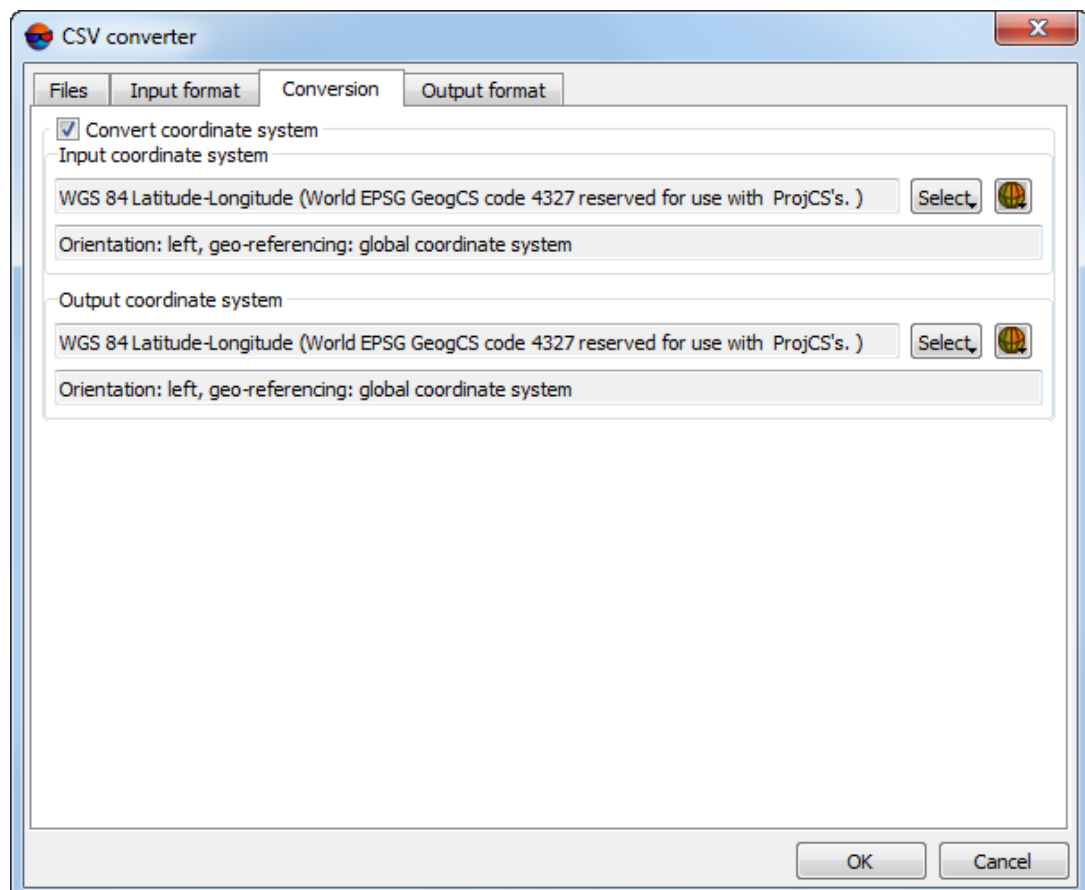 CSV converter
Files Input format Conversion Output format
Convert coordinate system
Input coordinate system
WGS 84 Latitude-Longitude (World EPSG GeogCS code 4327 reserved for use with  ProjCS's. ) Select
Orientation: left, geo-referencing: global coordinate system
Output coordinate system
WGS 84 Latitude-Longitude (World EPSG GeogCS code 4327 reserved for use with  ProjCS's. ) Select
Orientation: left, geo-referencing: global coordinate system
OK Cancel